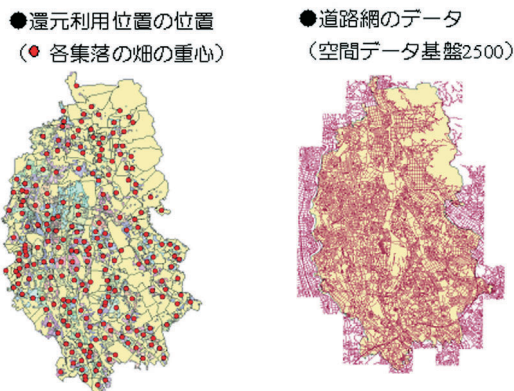 ●還元利用位置の位置
（● 各集落の畑の重心）
●道路網のデータ
（空間データ基盤2500）